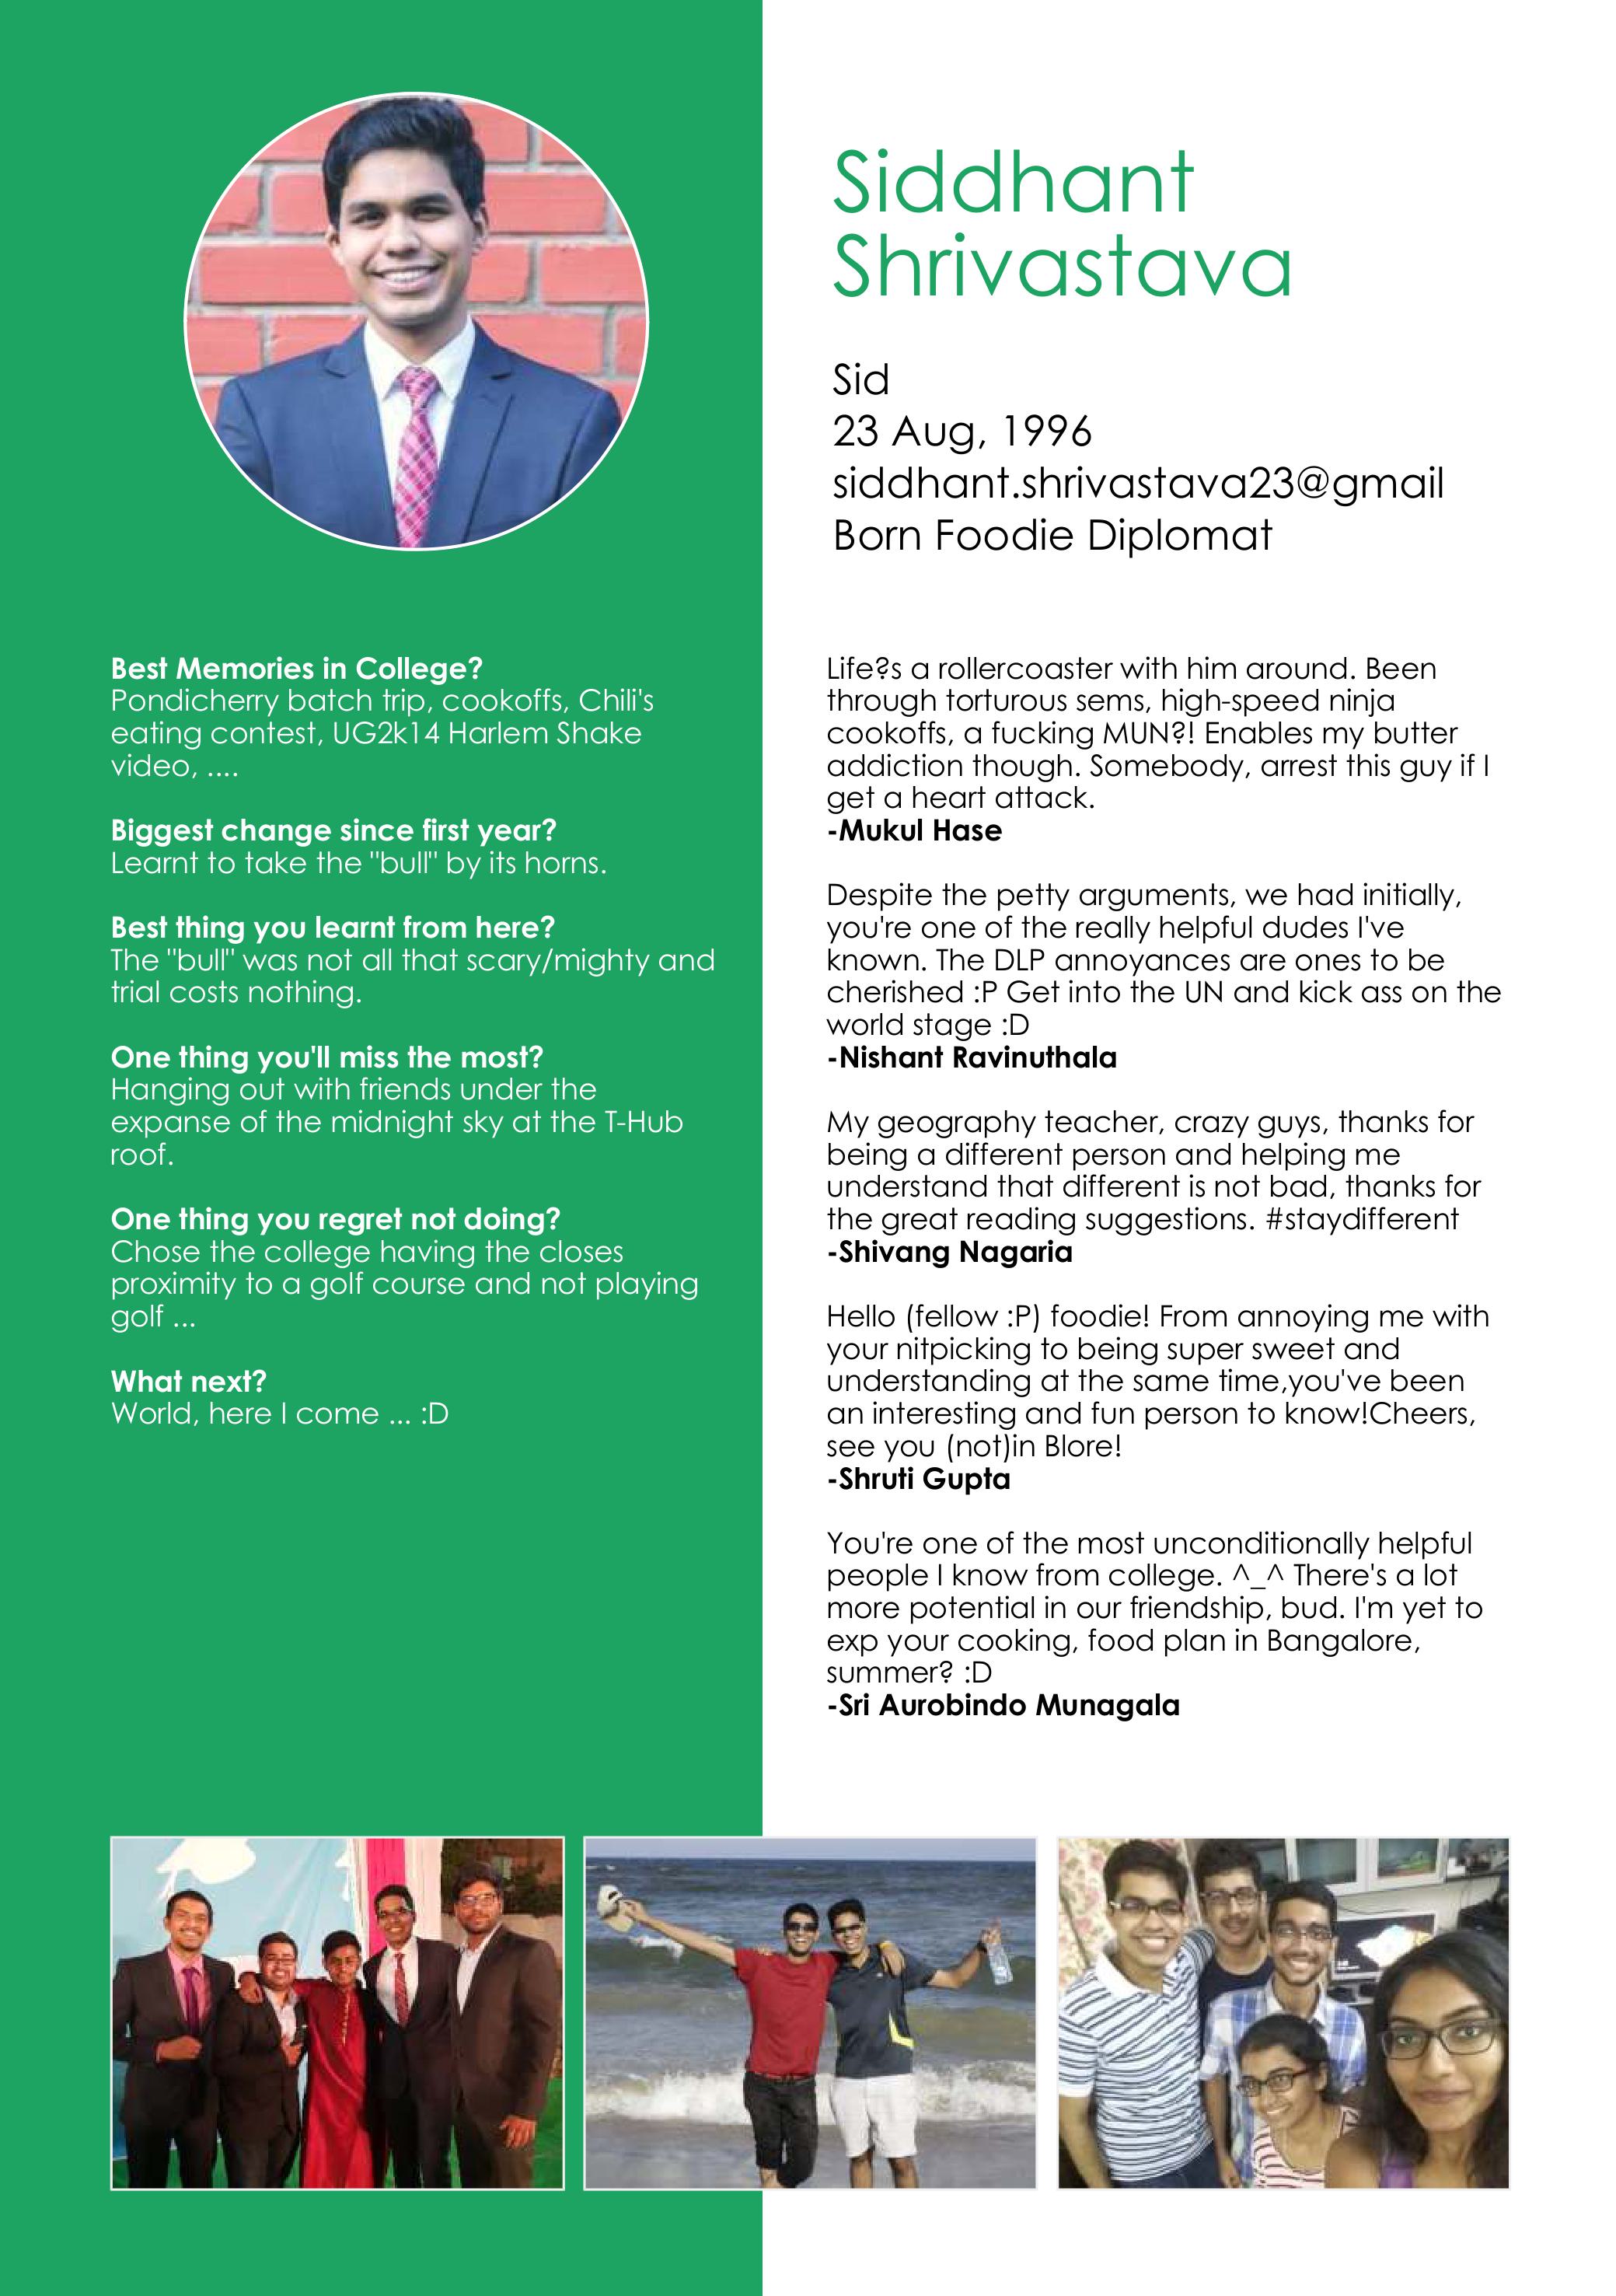 Siddhant
Shrivastava
Sid
23 Aug, 1996
siddhant.shrivastava23@gmail
Born Foodie Diplomat
Best Memories in College?
Pondicherry batch trip, cookoffs, Chili's
eating contest, UG2k14 Harlem Shake
video, ....
Biggest change since first year?
Learnt to take the "bull" by its horns.
Best thing you learnt from here?
The "bull" was not all that scary/mighty and
trial costs nothing.
One thing you'll miss the most?
Hanging out with friends under the
expanse of the midnight sky at the T-Hub
roof.
One thing you regret not doing?
Chose the college having the closes
proximity to a golf course and not playing
golf ...
What next?
World, here I come ... :D
Life?s a rollercoaster with him around. Been
through torturous sems, high-speed ninja
cookoffs, a fucking MUN?! Enables my butter
addiction though. Somebody, arrest this guy if I
get a heart attack.
-Mukul Hase
Despite the petty arguments, we had initially,
you're one of the really helpful dudes I've
known. The DLP annoyances are ones to be
cherished :P Get into the UN and kick ass on the
world stage :D
-Nishant Ravinuthala
My geography teacher, crazy guys, thanks for
being a different person and helping me
understand that different is not bad, thanks for
the great reading suggestions. #staydifferent
-Shivang Nagaria
Hello (fellow :P) foodie! From annoying me with
your nitpicking to being super sweet and
understanding at the same time,you've been
an interesting and fun person to know!Cheers,
see you (not)in Blore!
-Shruti Gupta
You're one of the most unconditionally helpful
people I know from college. ^_^ There's a lot
more potential in our friendship, bud. I'm yet to
exp your cooking, food plan in Bangalore,
summer? :D
-Sri Aurobindo Munagala